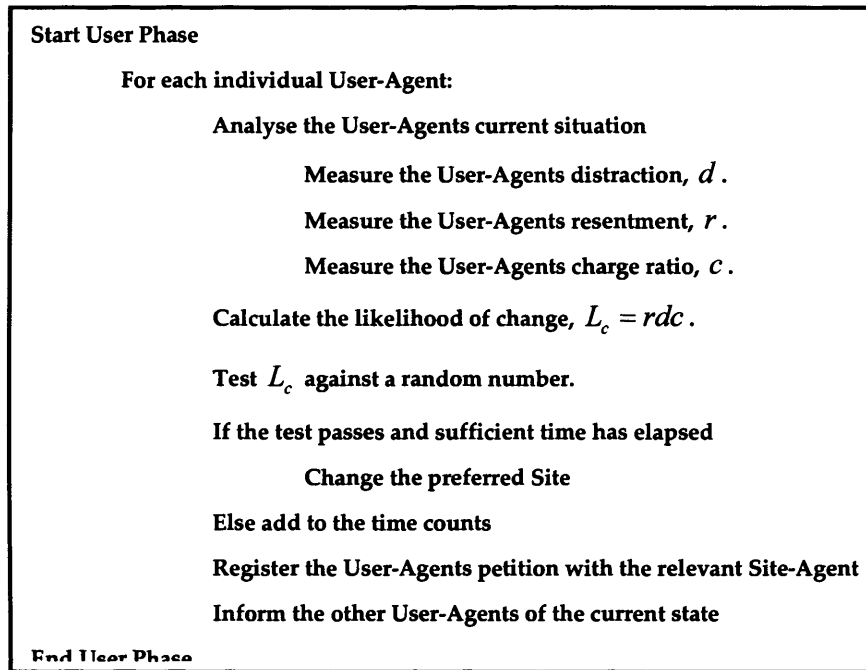 Start User Phase
For each individual User-Agent:
Analyse the User-Agents current situation
Measure the User-Agents distraction, d .
Measure the User-Agents resentment, r .
Measure the User-Agents charge ratio, c .
Calculate the likelihood of change, L_c = rdc .
Test L_c against a random number.
If the test passes and sufficient time has elapsed
Change the preferred Site
Else add to the time counts
Register the User-Agents petition with the relevant Site-Agent
Inform the other User-Agents of the current state
End User Phase